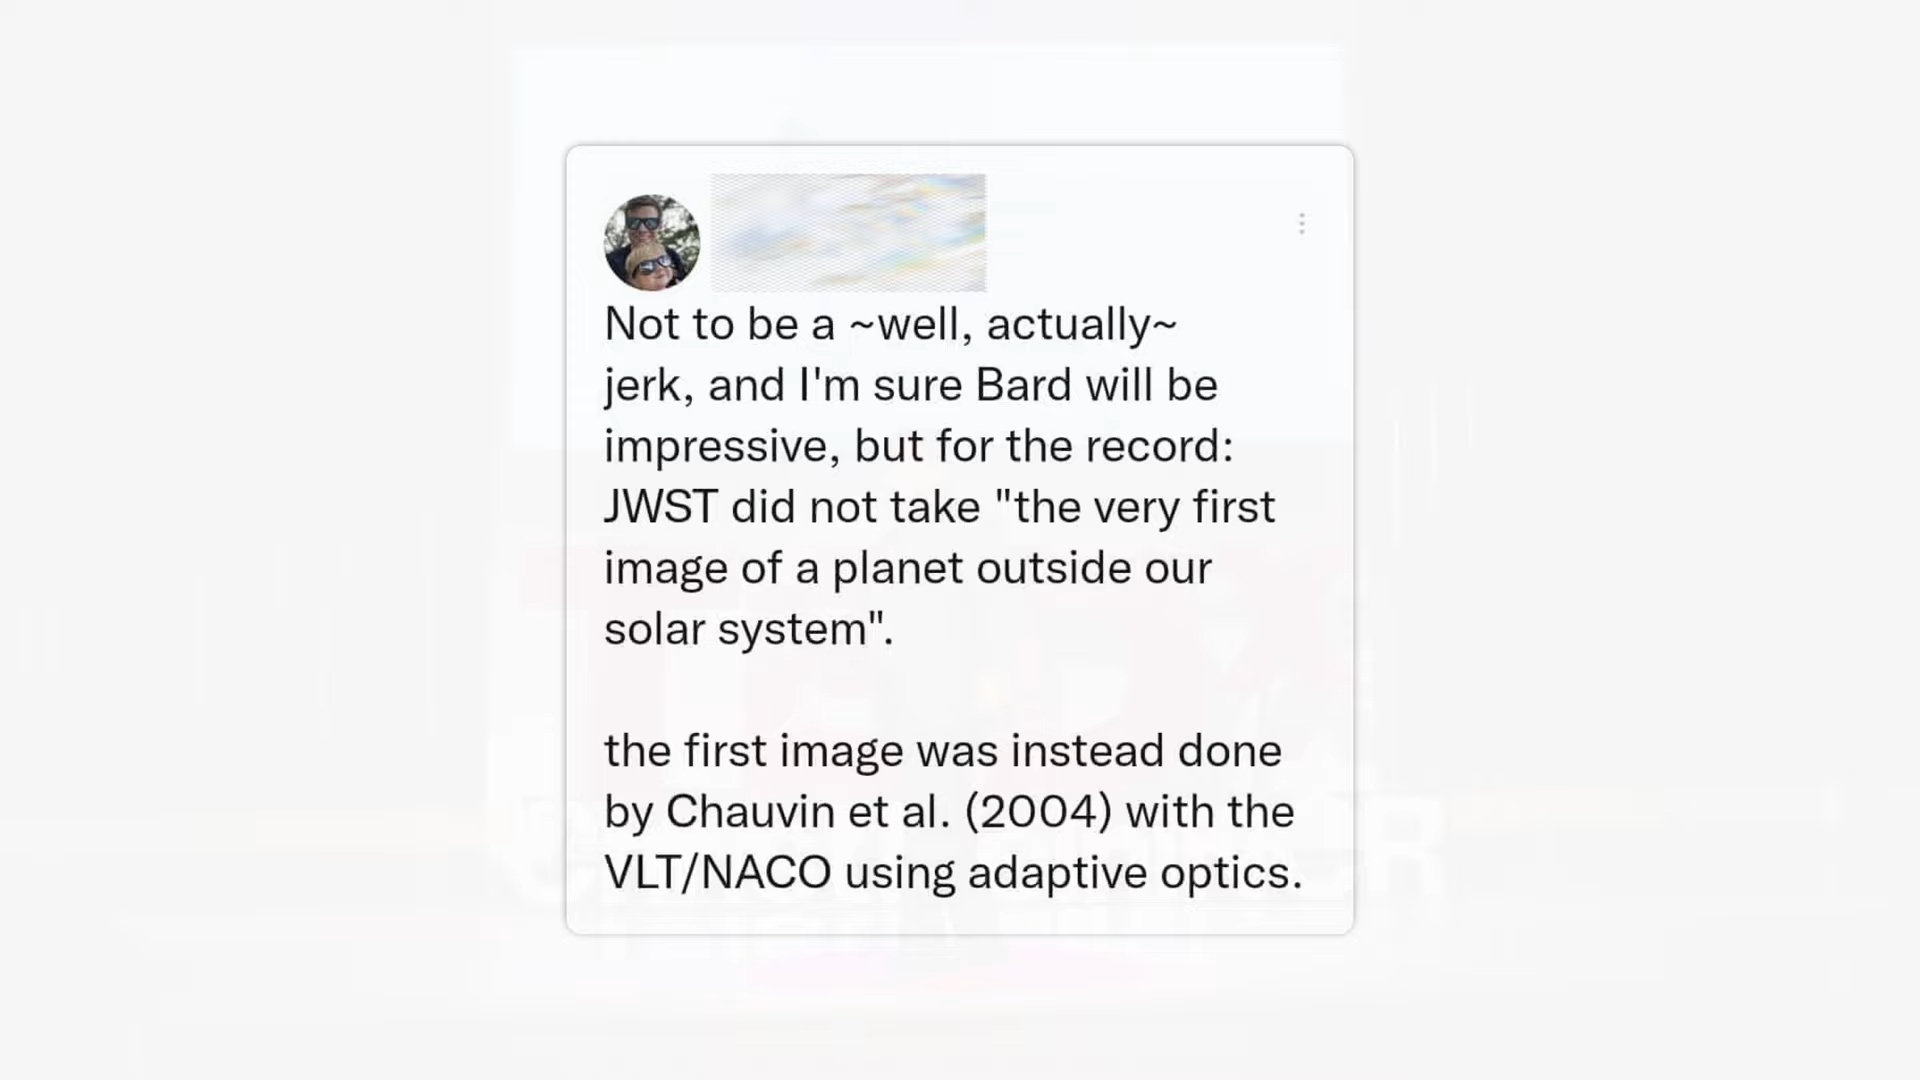 Not to be a ~well, actually~
jerk, and I'm sure Bard will be
impressive, but for the record:
JWST did not take "the very first
image of a planet outside our
solar system".
the first image was instead done
by Chauvin et al. (2004) with the
VLT/NACO using adaptive optics.